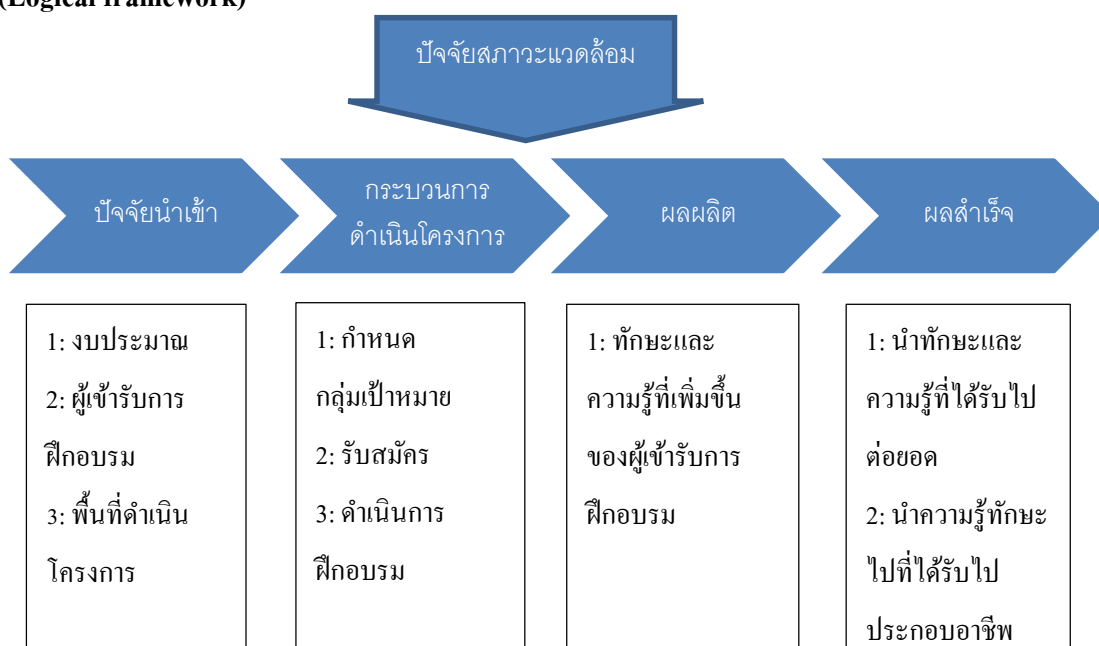 (Logical framework)
ปัจจัยสภาวะแวดล้อม
ปัจจัยนำเข้า
กระบวนการ
ดำเนินโครงการ
ผลผลิต
ผลสำเร็จ
1: งบประมาณ
2: ผู้เข้ารับการ
ฝึกอบรม
3: พื้นที่ดำเนิน
โครงการ
1: กำหนด
กลุ่มเป้าหมาย
2: รับสมัคร
3: ดำเนินการ
ฝึกอบรม
1: ทักษะและ
ความรู้ที่เพิ่มขึ้น
ของผู้เข้ารับการ
ฝึกอบรม
1: นำทักษะและ
ความรู้ที่ได้รับไป
ต่อยอด
2: นำความรู้ทักษะ
ไปที่ได้รับไป
ประกอบอาชีพ